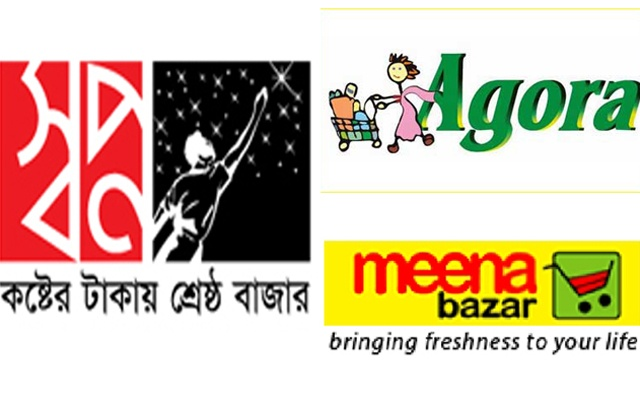 স্বপ্ন
কষ্টের টাকায় শ্রেষ্ঠ বাজার
Agora
meena
bazar
bringing freshness to your life